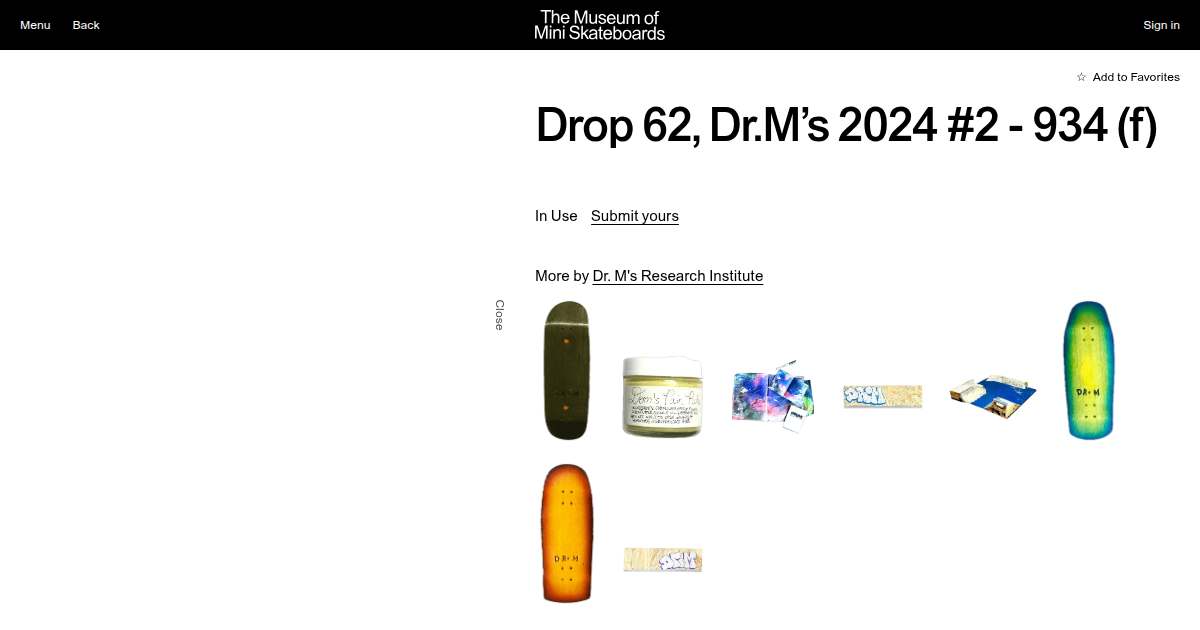 Menu
Back
The Museum of
Mini Skateboards
Sign in
☆ Add to Favorites
Drop 62, Dr.M’s 2024 #2 - 934 (f)
In Use
Submit yours
More by Dr. M's Research Institute
Close
DR•M
DR•M